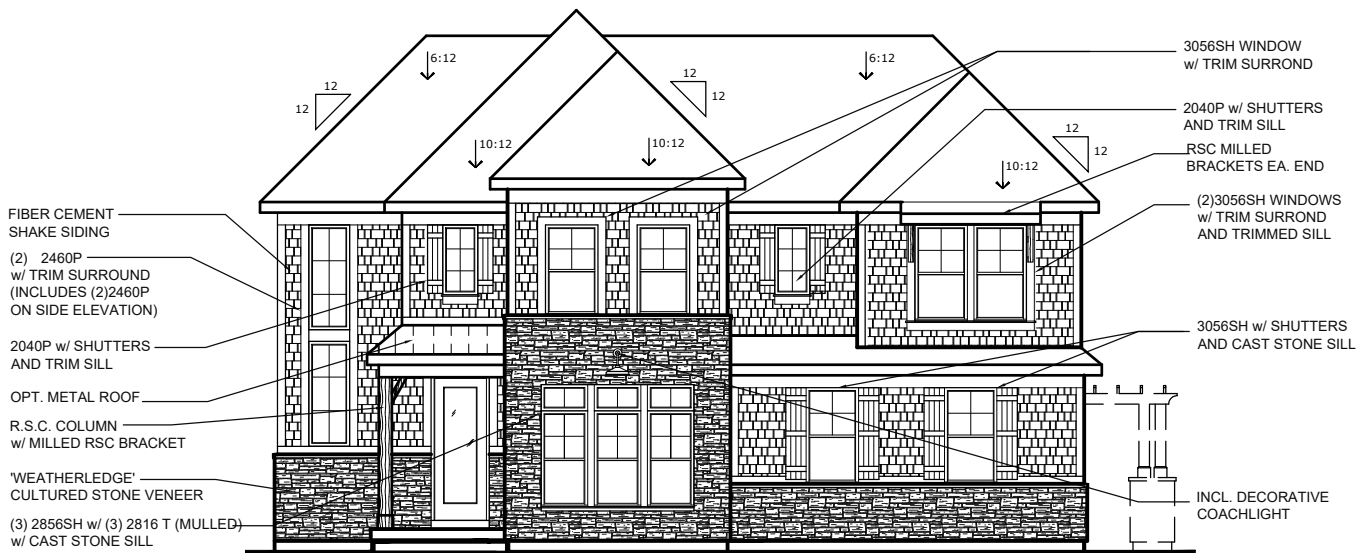 6:12
6:12
12
12
12
12
12
12
10:12
10:12
10:12
FIBER CEMENT
SHAKE SIDING
(2) 2460P
w/ TRIM SURROUND
(INCLUDES (2)2460P
ON SIDE ELEVATION)
2040P w/ SHUTTERS
AND TRIM SILL
OPT. METAL ROOF
R.S.C. COLUMN
w/ MILLED RSC BRACKET
'WEATHERLEDGE'
CULTURED STONE VENEER
(3) 2856SH w/ (3) 2816 T (MULLED)
w/ CAST STONE SILL
3056SH WINDOW
w/ TRIM SURROND
2040P w/ SHUTTERS
AND TRIM SILL
RSC MILLED
BRACKETS EA. END
(2)3056SH WINDOWS
w/ TRIM SURROND
AND TRIMMED SILL
3056SH w/ SHUTTERS
AND CAST STONE SILL
INCL. DECORATIVE
COACHLIGHT